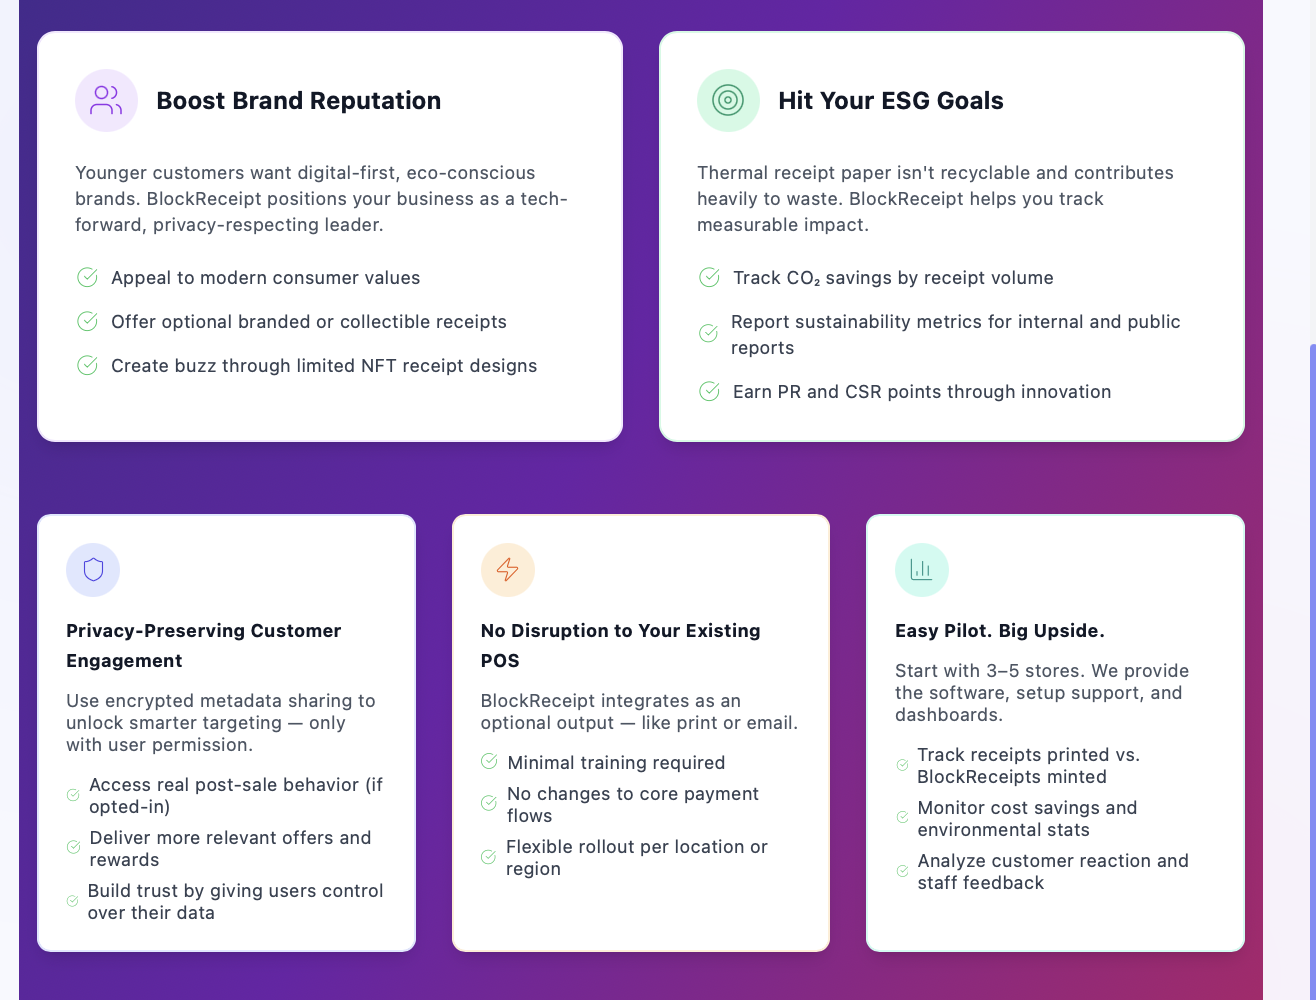 Boost Brand Reputation
Younger customers want digital-first, eco-conscious
brands. BlockReceipt positions your business as a tech-
forward, privacy-respecting leader.
Appeal to modern consumer values
Offer optional branded or collectible receipts
Create buzz through limited NFT receipt designs
Hit Your ESG Goals
Thermal receipt paper isn't recyclable and contributes
heavily to waste. BlockReceipt helps you track
measurable impact.
Track CO₂ savings by receipt volume
Report sustainability metrics for internal and public
reports
Earn PR and CSR points through innovation
Privacy-Preserving Customer
Engagement
Use encrypted metadata sharing to
unlock smarter targeting — only
with user permission.
Access real post-sale behavior (if
opted-in)
Deliver more relevant offers and
rewards
Build trust by giving users control
over their data
No Disruption to Your Existing
POS
BlockReceipt integrates as an
optional output — like print or email.
Minimal training required
No changes to core payment
flows
Flexible rollout per location or
region
Easy Pilot. Big Upside.
Start with 3–5 stores. We provide
the software, setup support, and
dashboards.
Track receipts printed vs.
BlockReceipts minted
Monitor cost savings and
environmental stats
Analyze customer reaction and
staff feedback